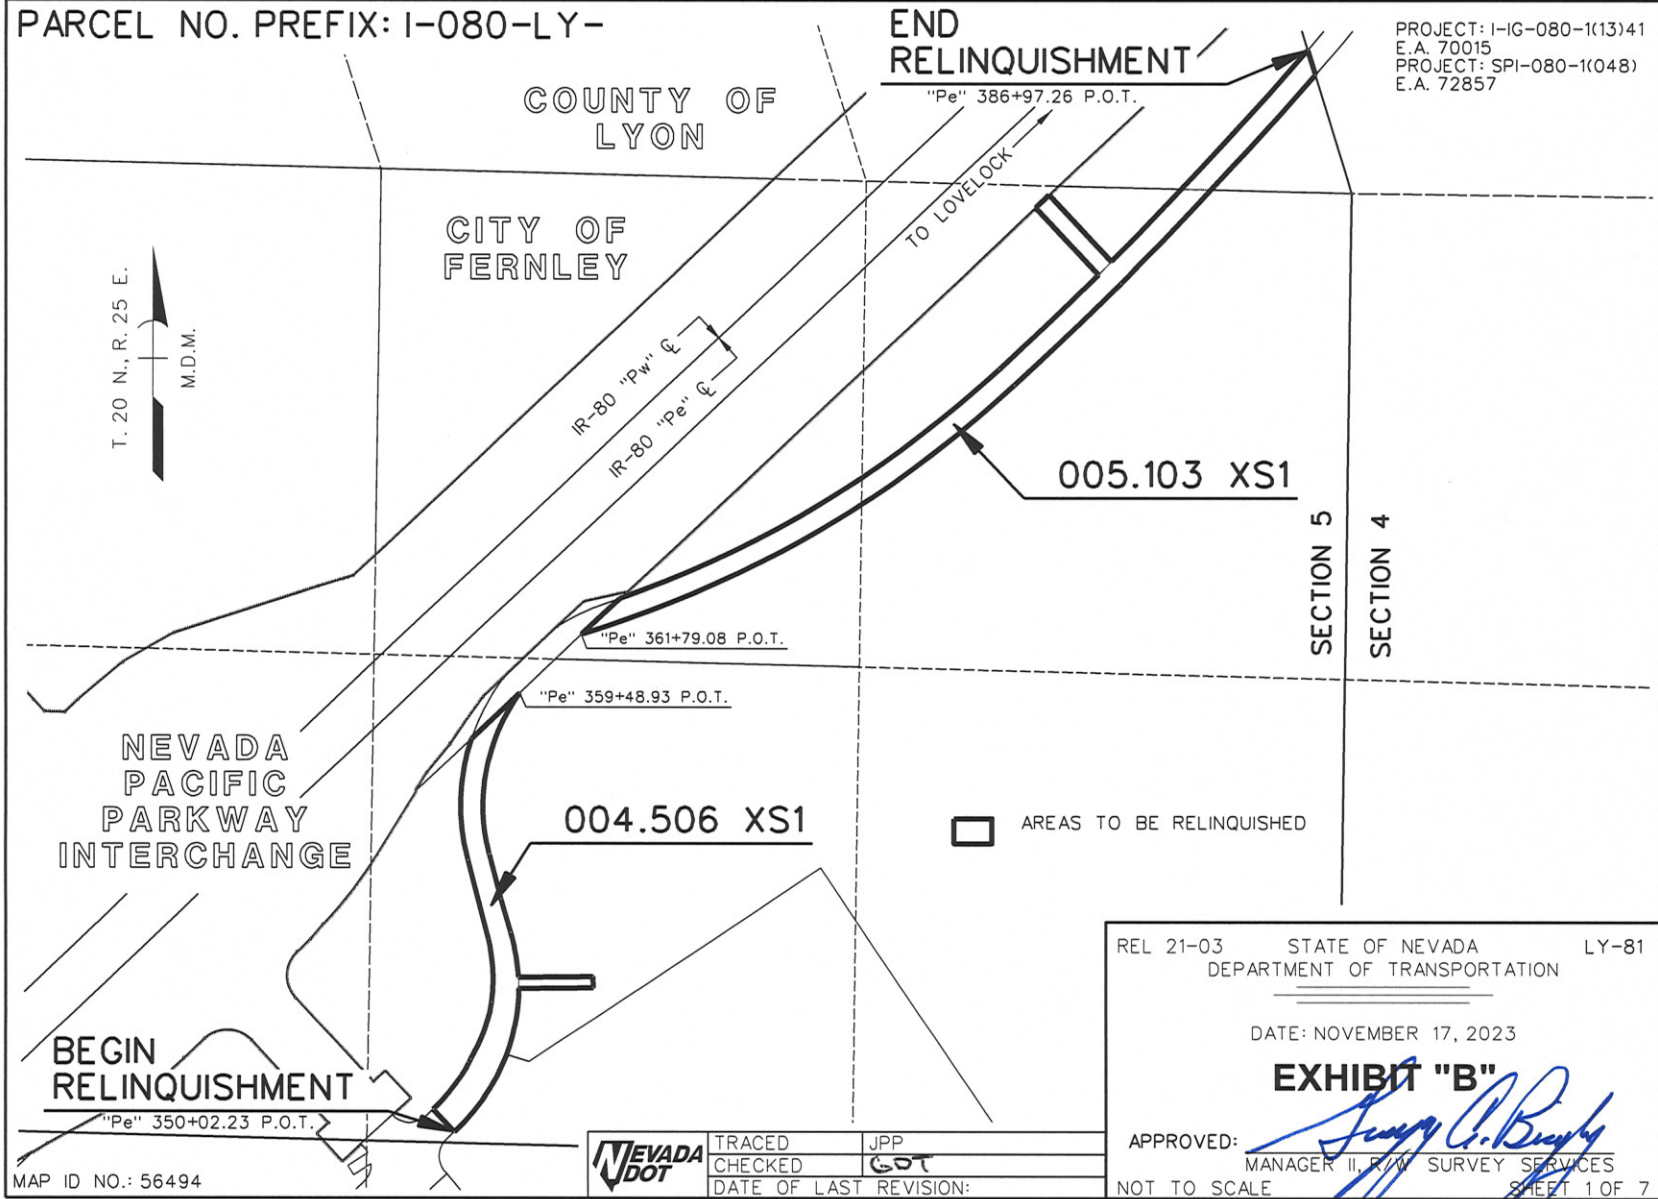 PARCEL NO. PREFIX: I-080-LY-
END
RELINQUISHMENT
"Pe" 386+97.26 P.O.T.
PROJECT: I-IG-080-1(13)41
E.A. 70015
PROJECT: SPI-080-1(048)
E.A. 72857
COUNTY OF
LYON
CITY OF
FERNLEY
TO LOVELOCK
T. 20 N., R. 25 E.
M.D.M.
IR-80 "Pw" ℄
IR-80 "Pe" ℄
005.103 XS1
SECTION 5
SECTION 4
"Pe" 361+79.08 P.O.T.
"Pe" 359+48.93 P.O.T.
NEVADA
PACIFIC
PARKWAY
INTERCHANGE
004.506 XS1
AREAS TO BE RELINQUISHED
BEGIN
RELINQUISHMENT
"Pe" 350+02.23 P.O.T.
MAP ID NO.: 56494
NEVADA
DOT
TRACED JPP
CHECKED GDT
DATE OF LAST REVISION:
REL 21-03 STATE OF NEVADA LY-81
DEPARTMENT OF TRANSPORTATION
DATE: NOVEMBER 17, 2023
EXHIBIT "B"
APPROVED:
MANAGER II, R/W SURVEY SERVICES
NOT TO SCALE SHEET 1 OF 7